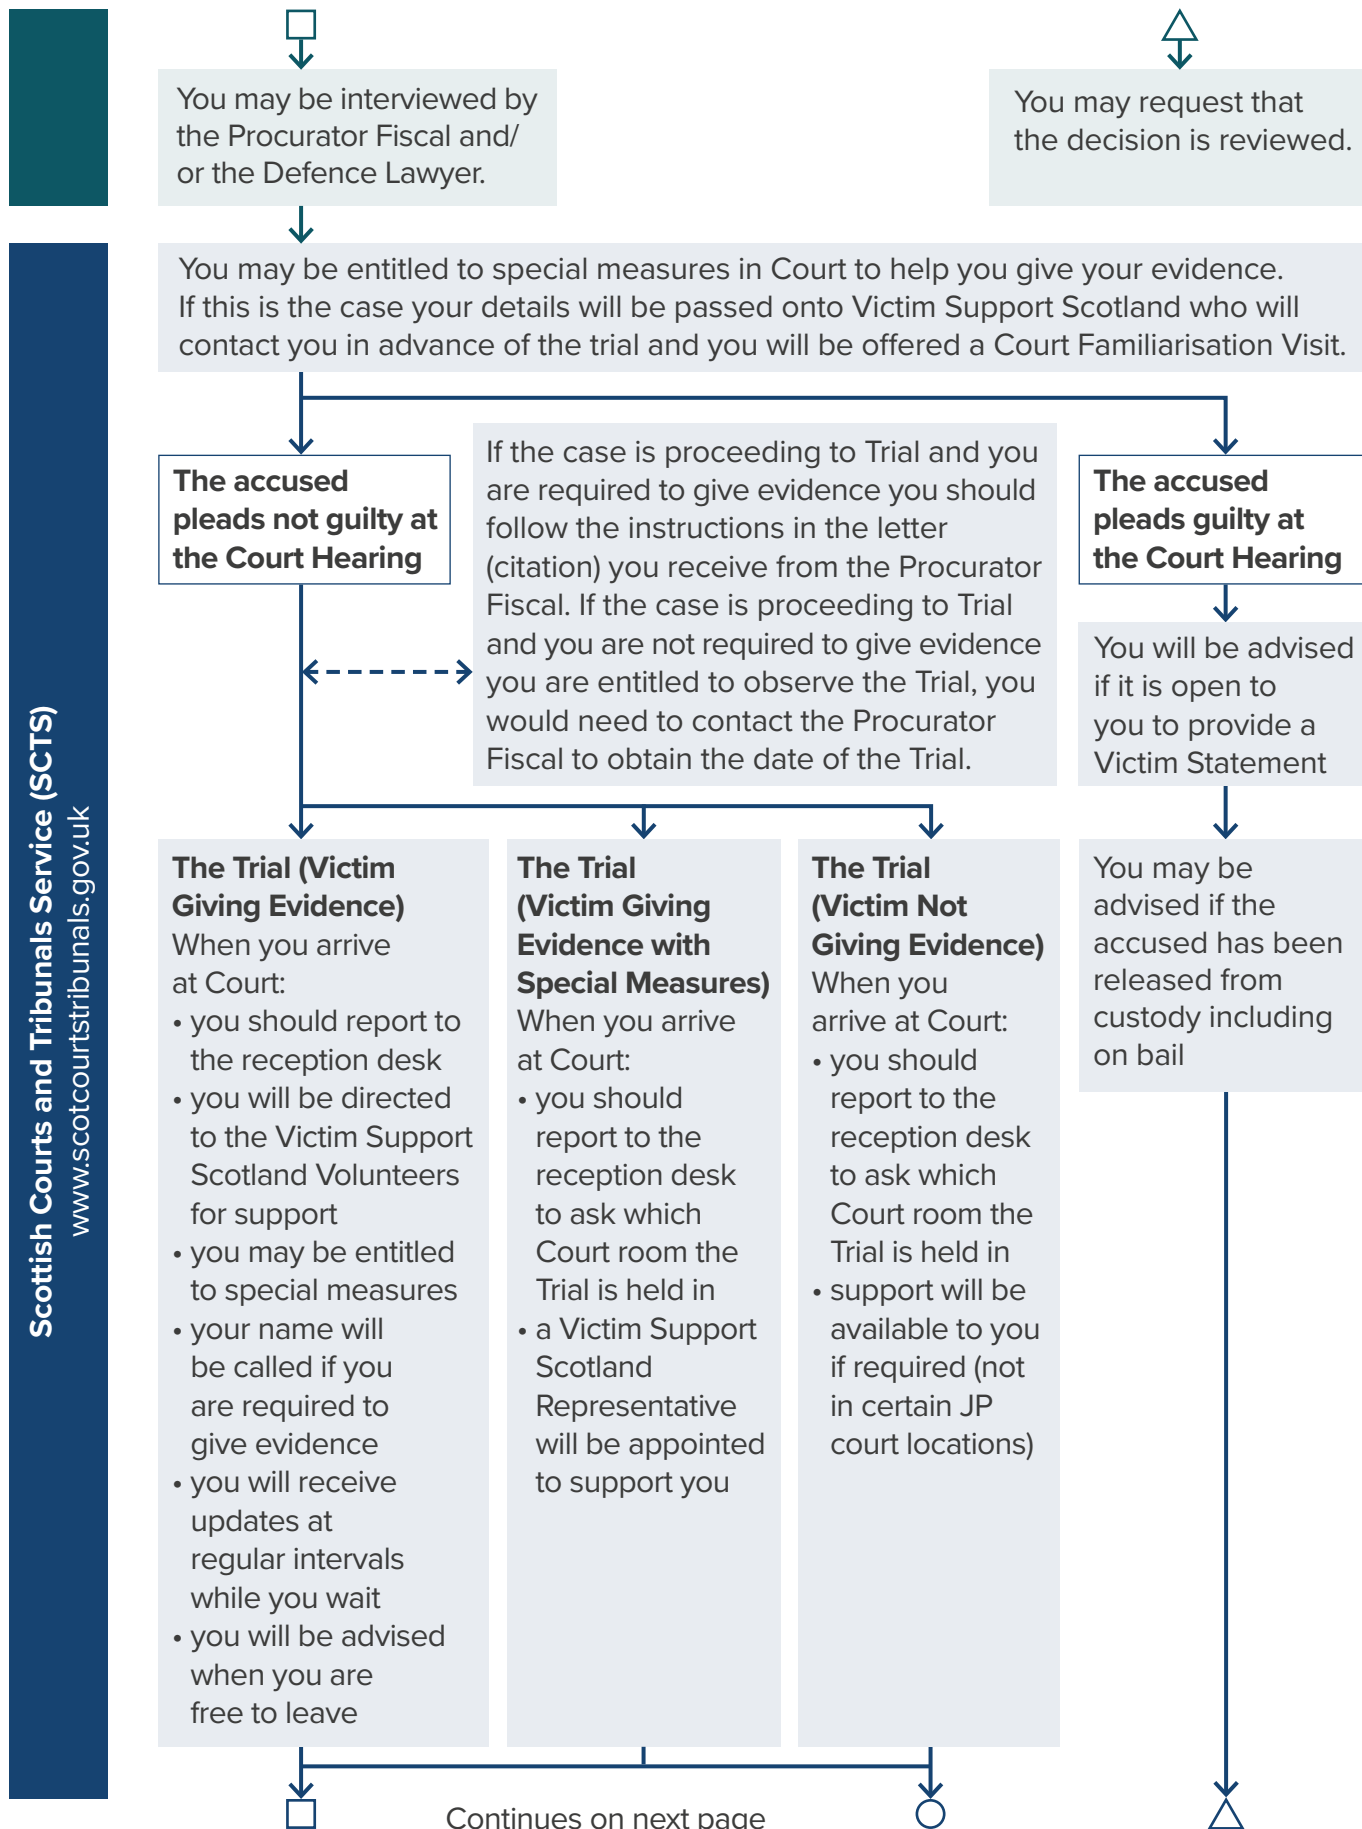 You may be interviewed by
the Procurator Fiscal and/
or the Defence Lawyer.
You may request that
the decision is reviewed.
Scottish Courts and Tribunals Service (SCTS)
www.scotcourtstribunals.gov.uk
You may be entitled to special measures in Court to help you give your evidence.
If this is the case your details will be passed onto Victim Support Scotland who will
contact you in advance of the trial and you will be offered a Court Familiarisation Visit.
The accused
pleads not guilty at
the Court Hearing
If the case is proceeding to Trial and you
are required to give evidence you should
follow the instructions in the letter
(citation) you receive from the Procurator
Fiscal. If the case is proceeding to Trial
and you are not required to give evidence
you are entitled to observe the Trial, you
would need to contact the Procurator
Fiscal to obtain the date of the Trial.
The accused
pleads guilty at
the Court Hearing
You will be advised
if it is open to
you to provide a
Victim Statement
The Trial (Victim
Giving Evidence)
When you arrive
at Court:
• you should report to
the reception desk
• you will be directed
to the Victim Support
Scotland Volunteers
for support
• you may be entitled
to special measures
• your name will
be called if you
are required to
give evidence
• you will receive
updates at
regular intervals
while you wait
• you will be advised
when you are
free to leave
The Trial
(Victim Giving
Evidence with
Special Measures)
When you arrive
at Court:
• you should
report to the
reception desk
to ask which
Court room the
Trial is held in
• a Victim Support
Scotland
Representative
will be appointed
to support you
The Trial
(Victim Not
Giving Evidence)
When you
arrive at Court:
• you should
report to the
reception desk
to ask which
Court room the
Trial is held in
• support will be
available to you
if required (not
in certain JP
court locations)
You may be
advised if the
accused has been
released from
custody including
on bail
Continues on next page